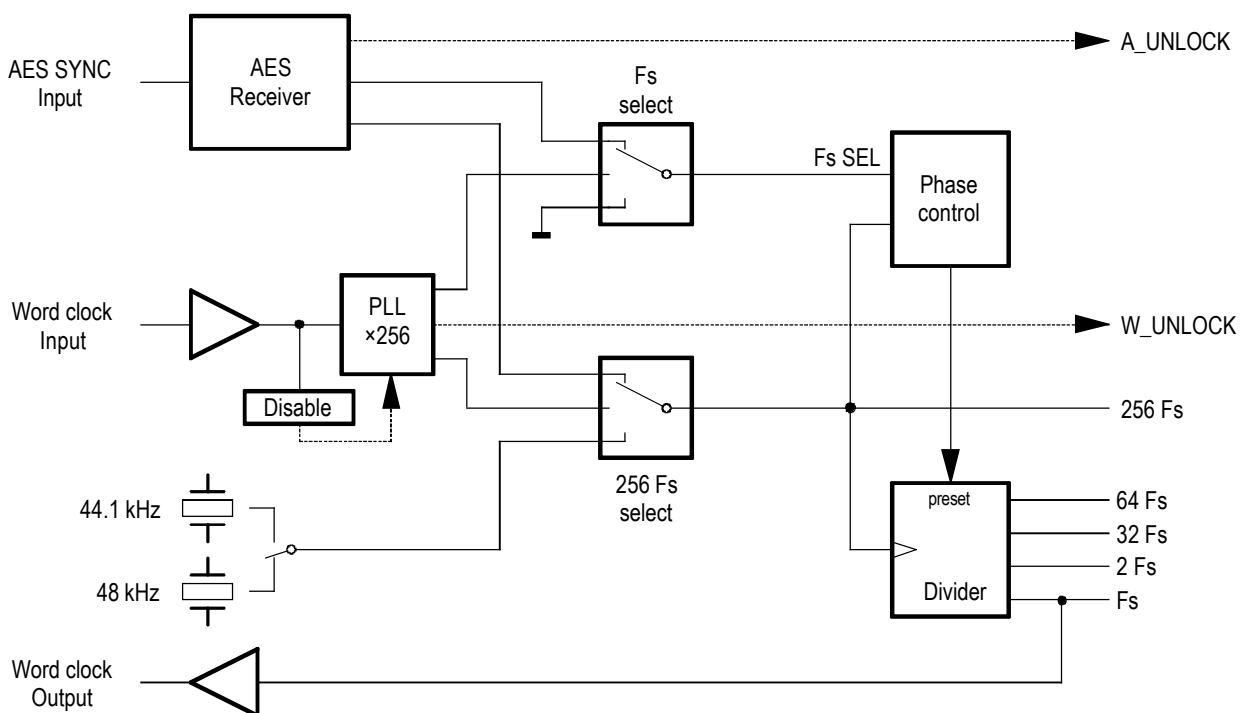 A_UNLOCK
AES SYNC
Input
AES
Receiver
Fs
select
Fs SEL
Phase
control
Word clock
Input
PLL
×256
W_UNLOCK
Disable
256 Fs
256 Fs
select
44.1 kHz
48 kHz
preset
Divider
64 Fs
32 Fs
2 Fs
Fs
Word clock
Output